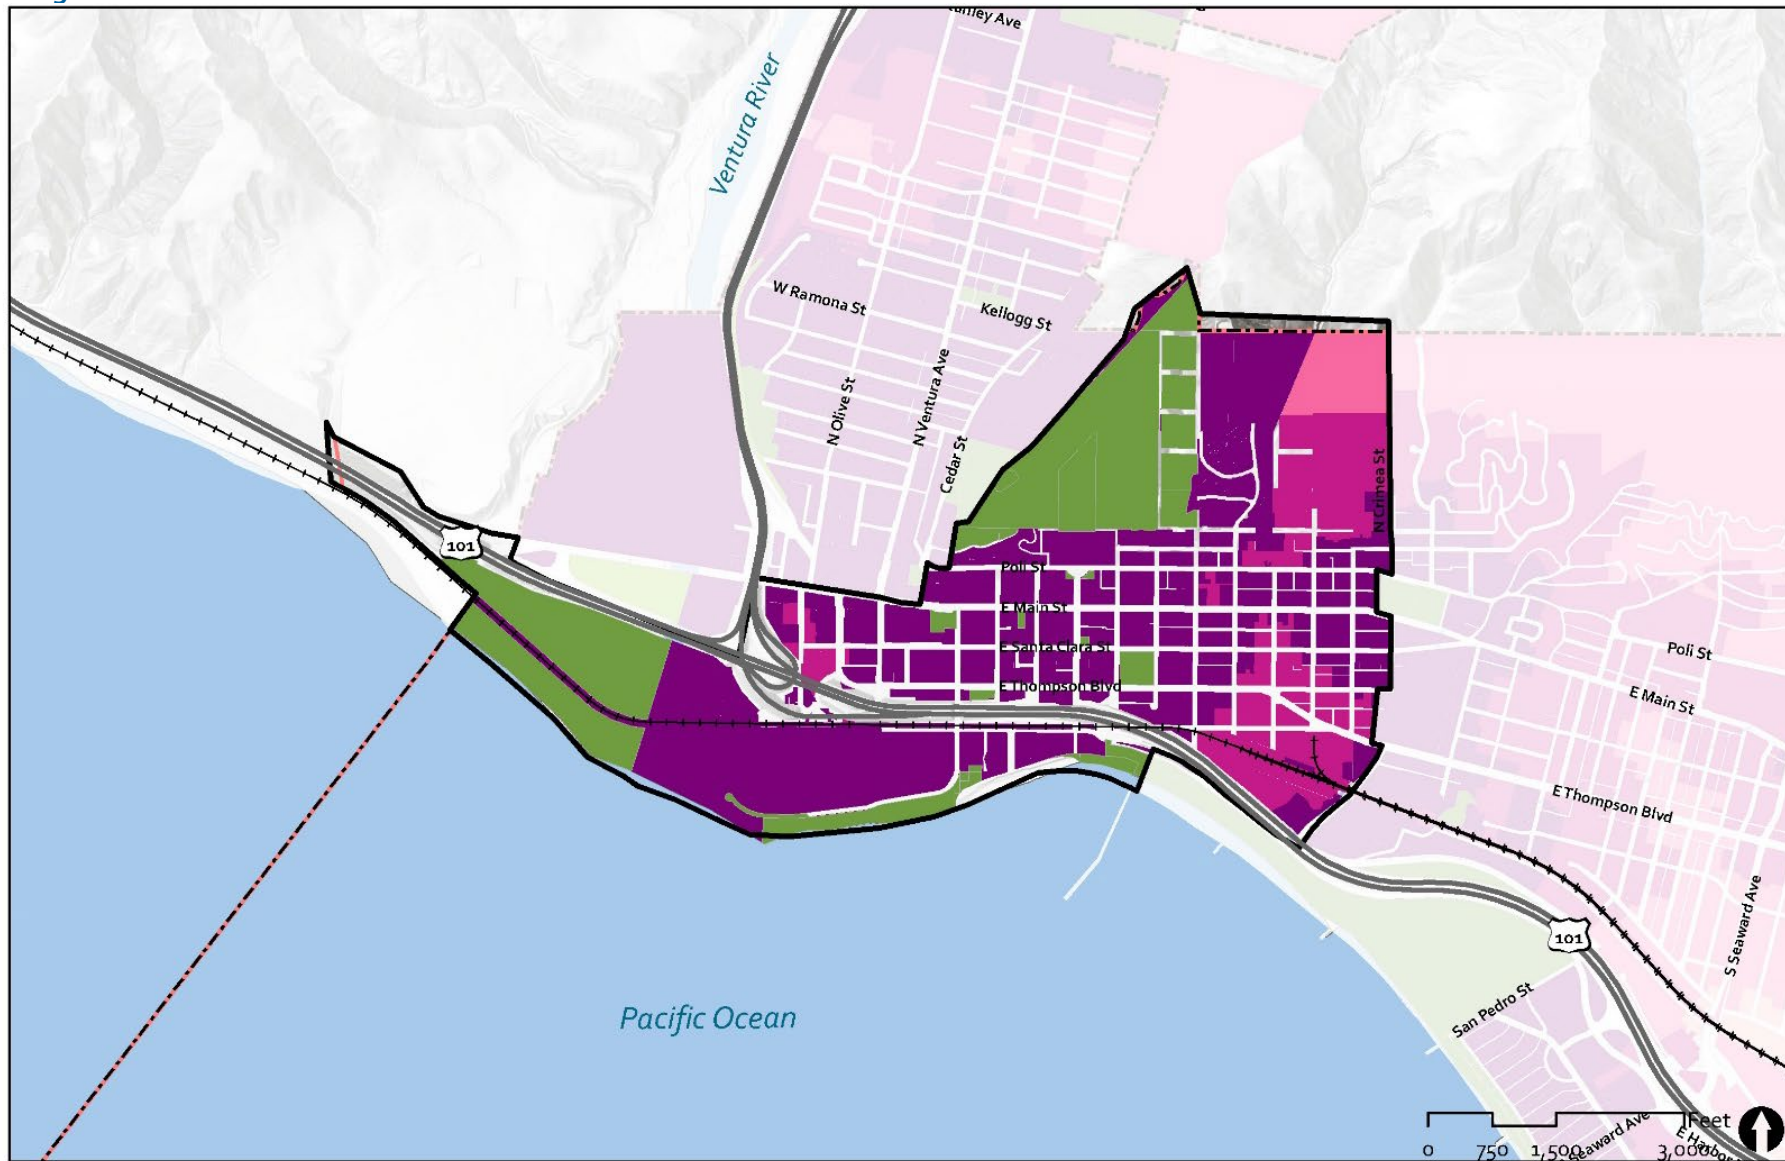 Ventura River
W Ramona St
Kellogg St
N Olive St
N Ventura Ave
Cedar St
N Crimea St
101
Poli St
E Main St
E Santa Clara St
E Thompson Blvd
Poli St
E Main St
E Thompson Blvd
S Seaward Ave
101
San Pedro St
Pacific Ocean
Seaward Ave
Feet
0 750 1,500 3,000